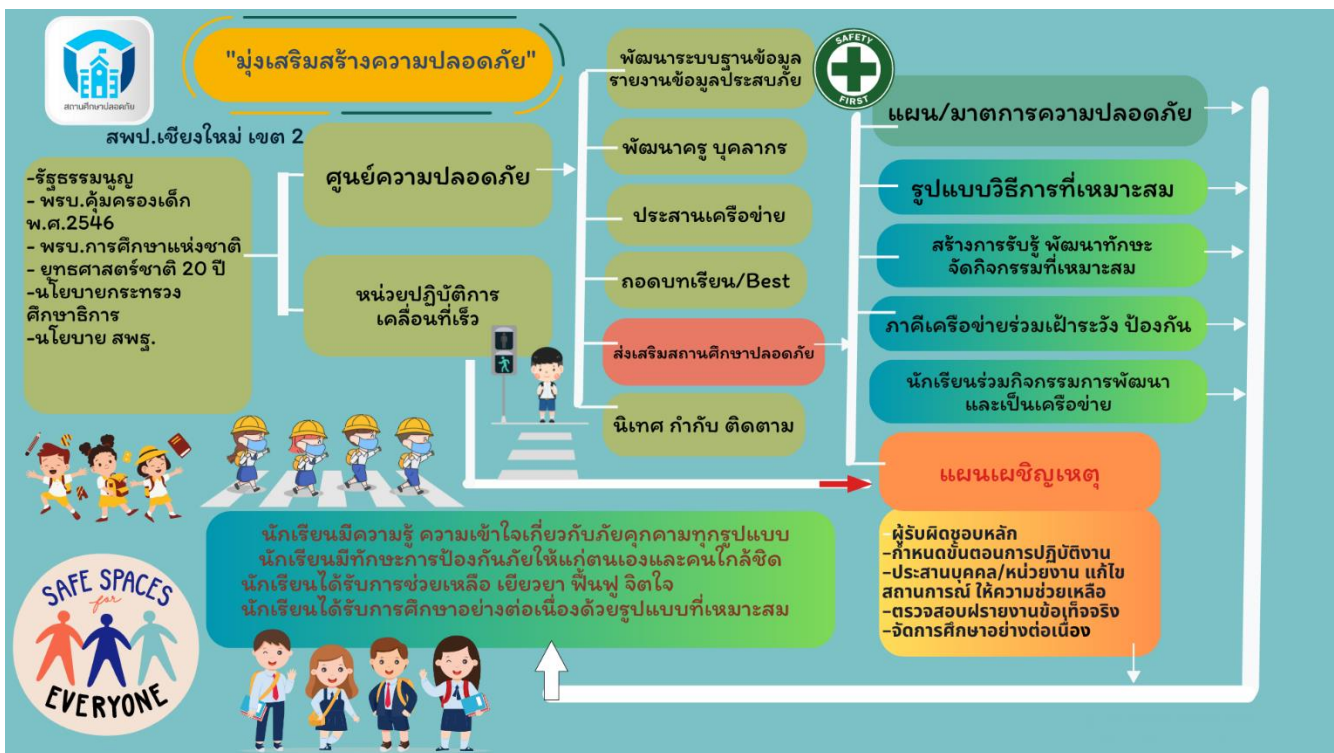 "มุ่งเสริมสร้างความปลอดภัย"
สถานศึกษาปลอดภัย
สพป.เชียงใหม่ เขต 2
-รัฐธรรมนูญ
- พรบ.คุ้มครองเด็ก
พ.ศ.2546
- พรบ.การศึกษาแห่งชาติ
- ยุทธศาสตร์ชาติ 20 ปี
-นโยบายกระทรวง
ศึกษาธิการ
-นโยบาย สพฐ.
ศูนย์ความปลอดภัย
หน่วยปฏิบัติการ
เคลื่อนที่เร็ว
พัฒนาระบบฐานข้อมูล
รายงานข้อมูลประสบภัย
พัฒนาครู บุคลากร
ประสานเครือข่าย
ถอดบทเรียน/Best
ส่งเสริมสถานศึกษาปลอดภัย
นิเทศ กำกับ ติดตาม
SAFETY
FIRST
แผน/มาตการความปลอดภัย
รูปแบบวิธีการที่เหมาะสม
สร้างการรับรู้ พัฒนาทักษะ
จัดกิจกรรมที่เหมาะสม
ภาคีเครือข่ายร่วมเฝ้าระวัง ป้องกัน
นักเรียนร่วมกิจกรรมการพัฒนา
และเป็นเครือข่าย
แผนเผชิญเหตุ
-ผู้รับผิดชอบหลัก
-กำหนดขั้นตอนการปฏิบัติงาน
-ประสานบุคคล/หน่วยงาน แก้ไข
สถานการณ์ ให้ความช่วยเหลือ
-ตรวจสอบฝรายงานข้อเท็จจริง
-จัดการศึกษาอย่างต่อเนื่อง
นักเรียนมีความรู้ ความเข้าใจเกี่ยวกับภัยคุกคามทุกรูปแบบ
นักเรียนมีทักษะการป้องกันภัยให้แก่ตนเองและคนใกล้ชิด
นักเรียนได้รับการช่วยเหลือ เยียวยา ฟื้นฟู จิตใจ
นักเรียนได้รับการศึกษาอย่างต่อเนื่องด้วยรูปแบบที่เหมาะสม
SAFE SPACES
for
EVERYONE